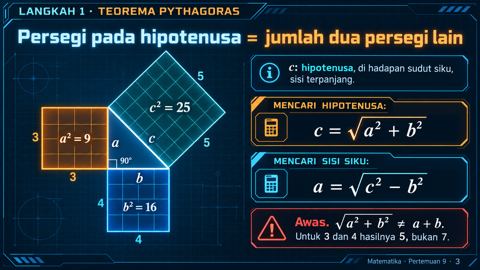 LANGKAH 1 · TEOREMA PYTHAGORAS
Persegi pada hipotenusa = jumlah dua persegi lain
5
c² = 25
5
3
a² = 9
a
c
90°
b
3
4
b² = 16
4
c: hipotenusa, di hadapan sudut siku,
sisi terpanjang.
MENCARI HIPOTENUSA:
c = √(a² + b²)
MENCARI SISI SIKU:
a = √(c² − b²)
Awas. √(a² + b²) ≠ a + b.
Untuk 3 dan 4 hasilnya 5, bukan 7.
Matematika · Pertemuan 9 · 3